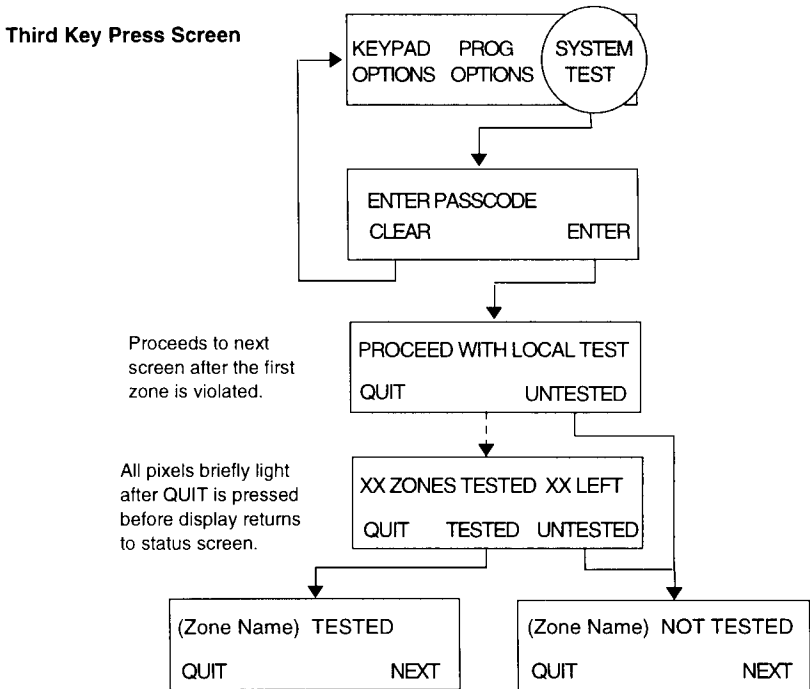 Third Key Press Screen
KEYPAD PROG SYSTEM
OPTIONS OPTIONS TEST
ENTER PASSCODE
CLEAR ENTER
Proceeds to next
screen after the first
zone is violated.
PROCEED WITH LOCAL TEST
QUIT UNTESTED
All pixels briefly light
after QUIT is pressed
before display returns
to status screen.
XX ZONES TESTED XX LEFT
QUIT TESTED UNTESTED
(Zone Name) TESTED
QUIT NEXT
(Zone Name) NOT TESTED
QUIT NEXT